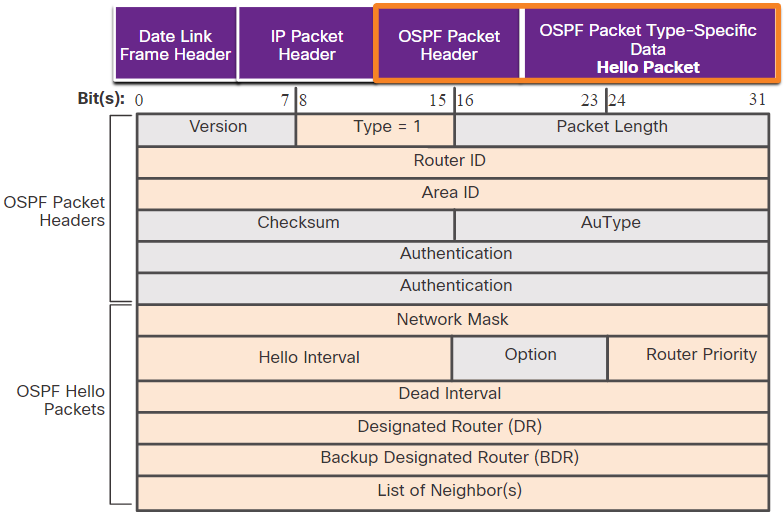 Date Link
Frame Header
IP Packet
Header
OSPF Packet
Header
OSPF Packet Type-Specific
Data
Hello Packet
Bit(s): 0 7 8 15 16 23 24 31
OSPF Packet
Headers
Version Type = 1 Packet Length
Router ID
Area ID
Checksum AuType
Authentication
Authentication
OSPF Hello
Packets
Network Mask
Hello Interval Option Router Priority
Dead Interval
Designated Router (DR)
Backup Designated Router (BDR)
List of Neighbor(s)